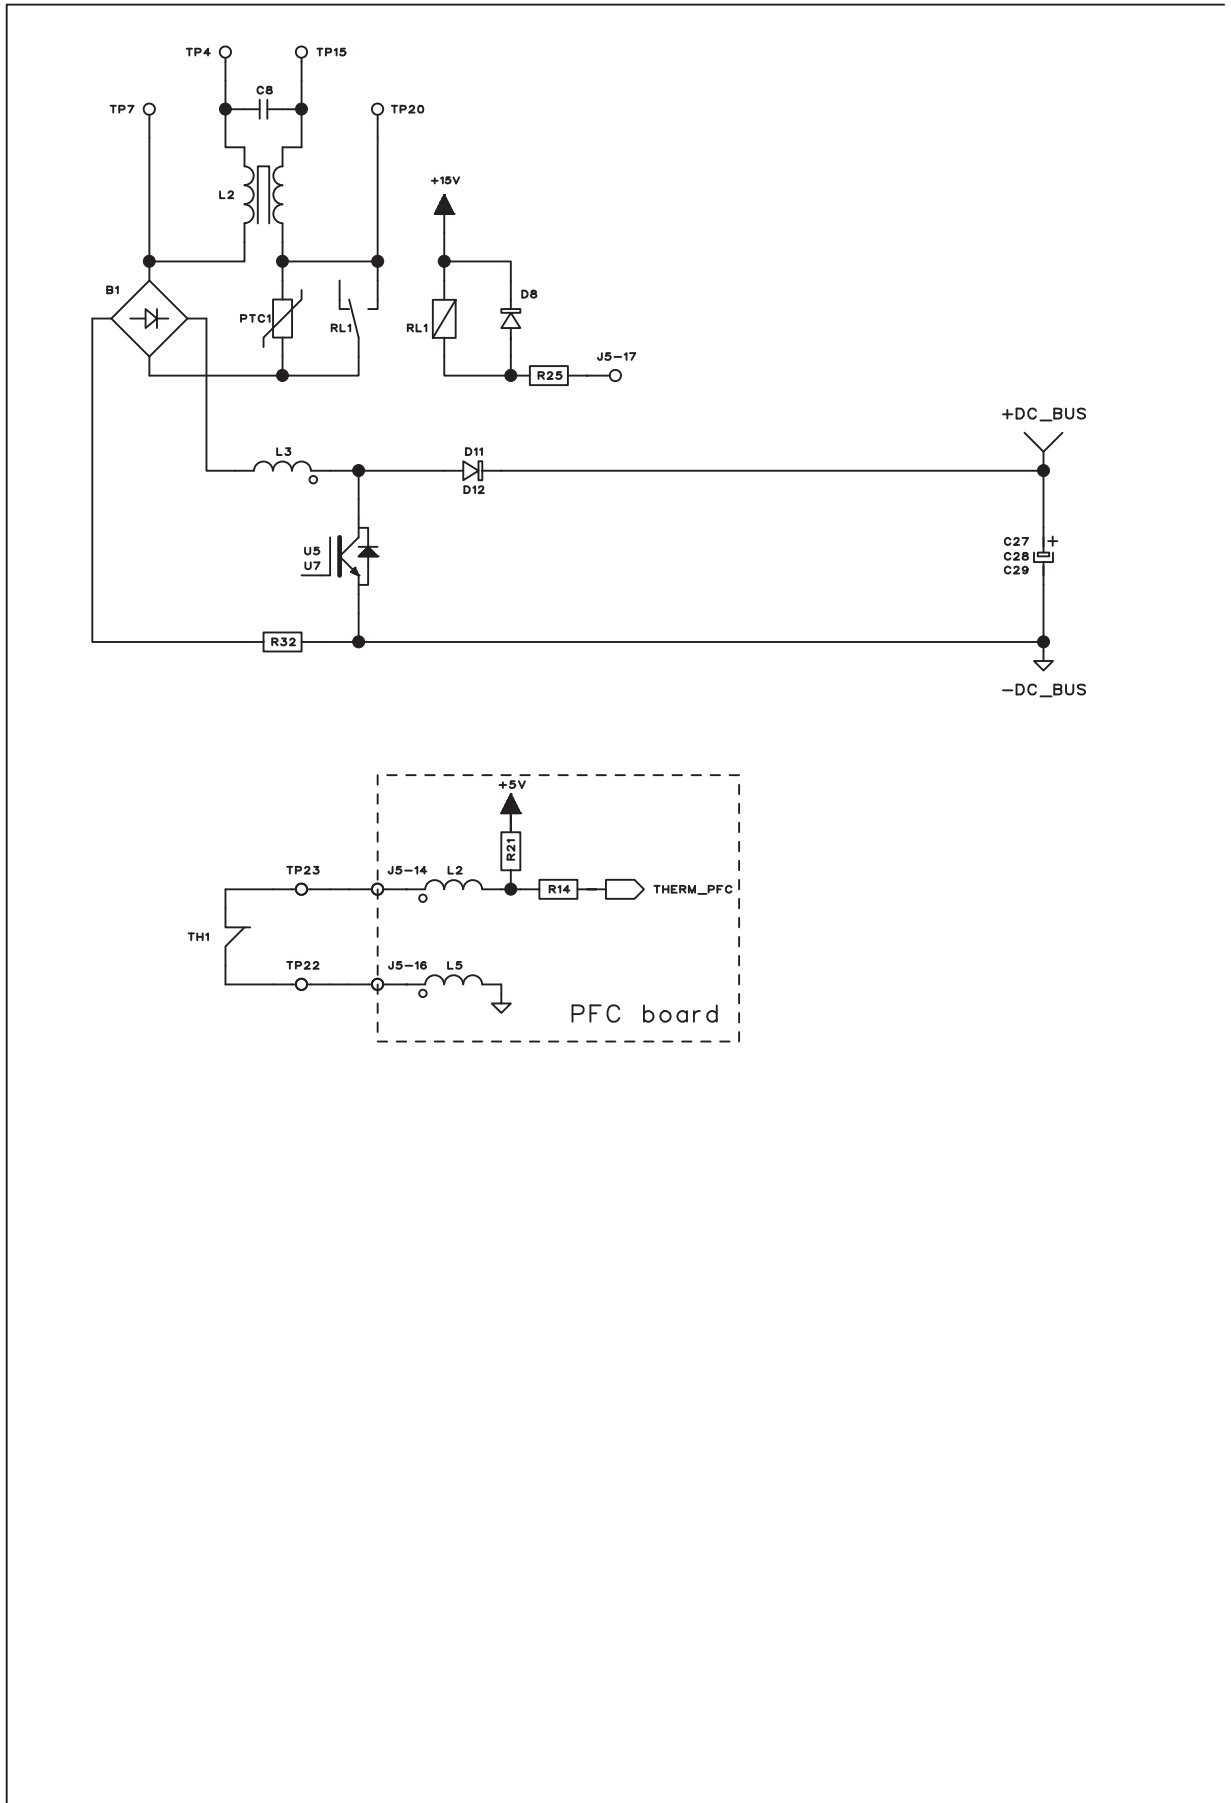 TP4
TP15
C8
TP7
TP20
L2
+15V
B1
D8
PTC1
RL1
RL1
J5-17
R25
+DC_BUS
L3
D11
D12
U5
U7
C27 +
C28
C29
R32
-DC_BUS
+5V
R21
TP23
J5-14
L2
R14
THERM_PFC
TH1
TP22
J5-16
L5
PFC board